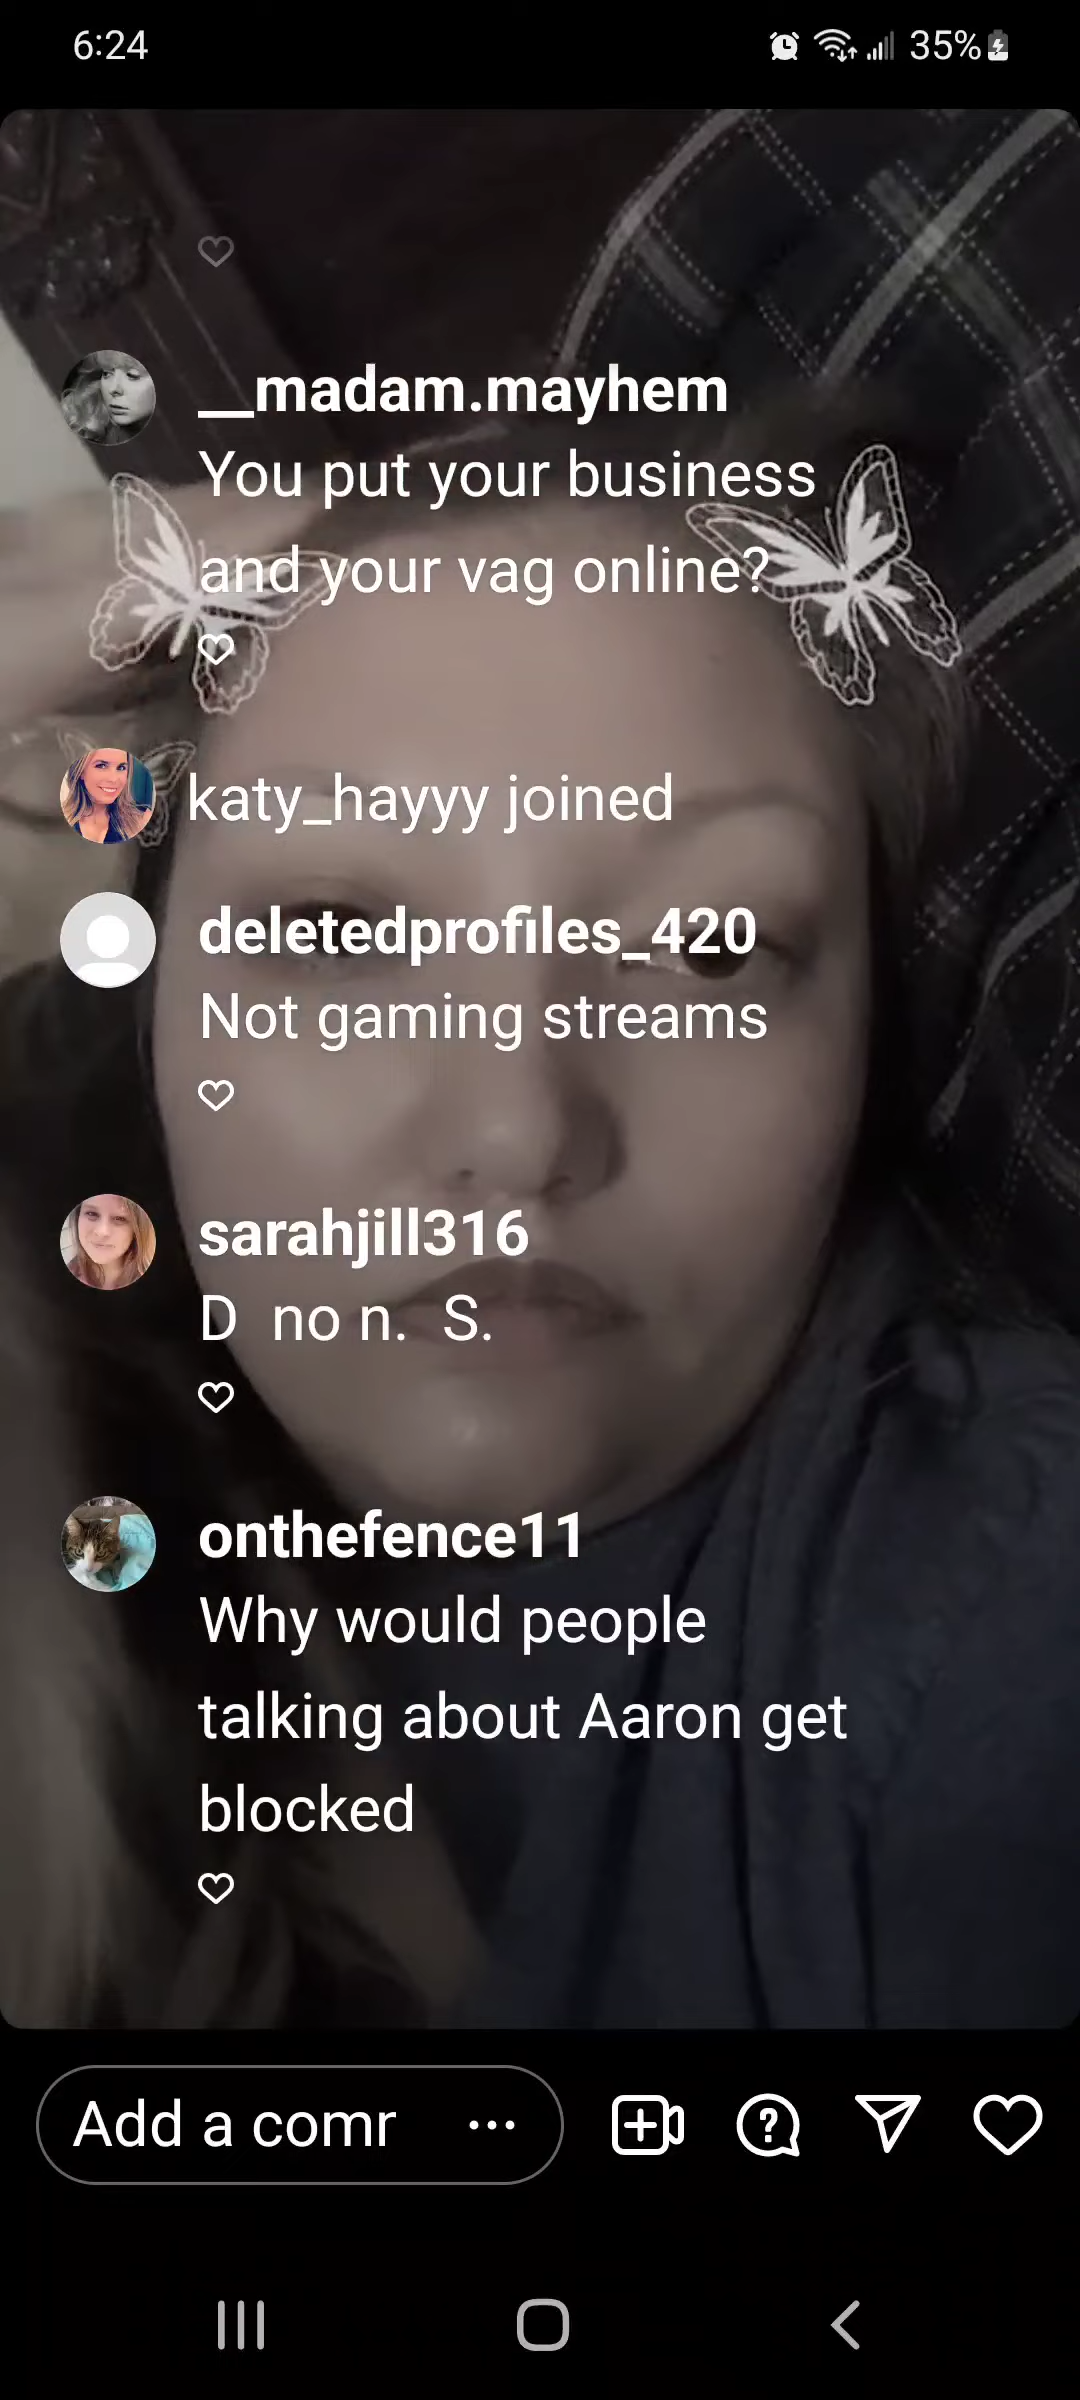 6:24
35%
__madam.mayhem
You put your business
and your vag online?
katy_hayyy joined
deletedprofiles_420
Not gaming streams
sarahjill316
D  no n.  S.
onthefence11
Why would people
talking about Aaron get
blocked
Add a comr